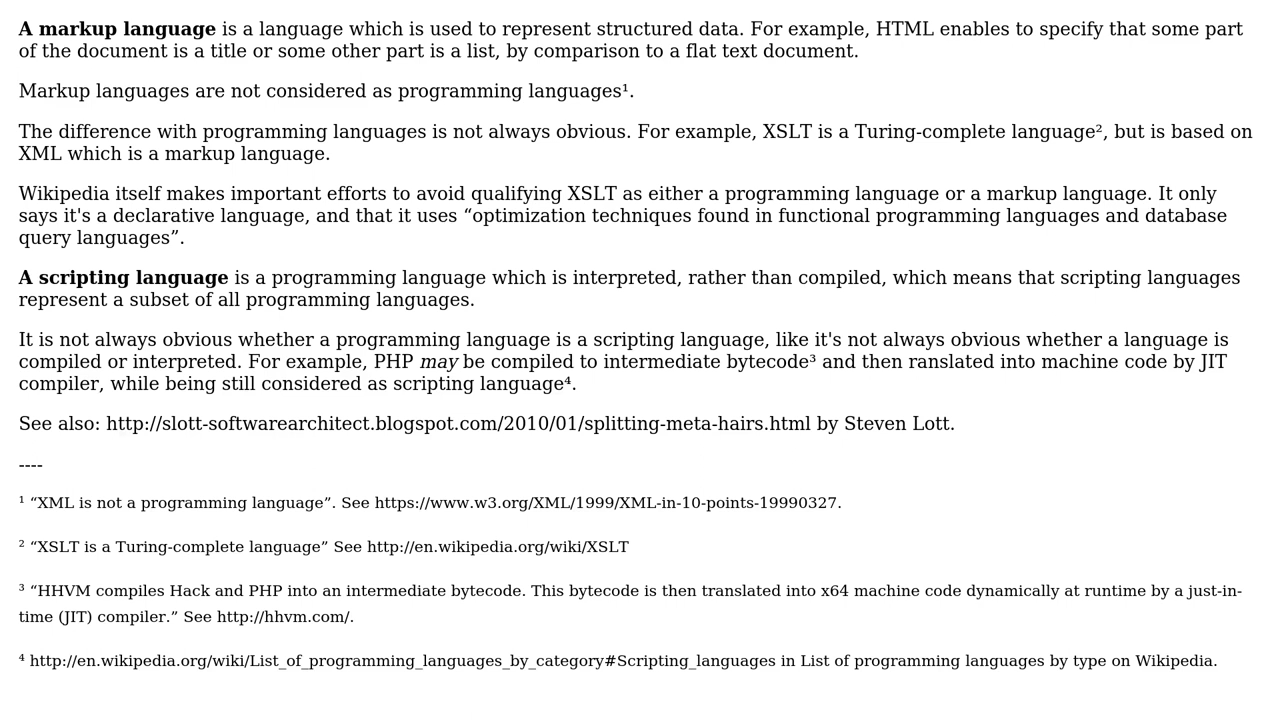 A markup language is a language which is used to represent structured data. For example, HTML enables to specify that some part
of the document is a title or some other part is a list, by comparison to a flat text document.
Markup languages are not considered as programming languages¹.
The difference with programming languages is not always obvious. For example, XSLT is a Turing-complete language², but is based on
XML which is a markup language.
Wikipedia itself makes important efforts to avoid qualifying XSLT as either a programming language or a markup language. It only
says it's a declarative language, and that it uses “optimization techniques found in functional programming languages and database
query languages”.
A scripting language is a programming language which is interpreted, rather than compiled, which means that scripting languages
represent a subset of all programming languages.
It is not always obvious whether a programming language is a scripting language, like it's not always obvious whether a language is
compiled or interpreted. For example, PHP may be compiled to intermediate bytecode³ and then ranslated into machine code by JIT
compiler, while being still considered as scripting language⁴.
See also: http://slott-softwarearchitect.blogspot.com/2010/01/splitting-meta-hairs.html by Steven Lott.
----
¹ “XML is not a programming language”. See https://www.w3.org/XML/1999/XML-in-10-points-19990327.
² “XSLT is a Turing-complete language” See http://en.wikipedia.org/wiki/XSLT
³ “HHVM compiles Hack and PHP into an intermediate bytecode. This bytecode is then translated into x64 machine code dynamically at runtime by a just-in-
time (JIT) compiler.” See http://hhvm.com/.
⁴ http://en.wikipedia.org/wiki/List_of_programming_languages_by_category#Scripting_languages in List of programming languages by type on Wikipedia.